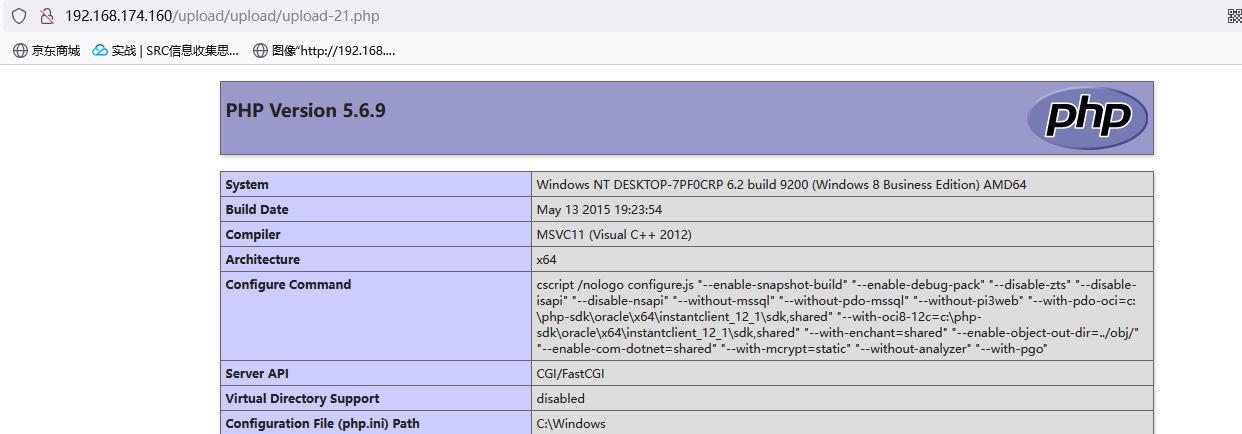 192.168.174.160/upload/upload/upload-21.php
京东商城 实战 | SRC信息收集思... 图像“http://192.168....
PHP Version 5.6.9
php
System Windows NT DESKTOP-7PF0CRP 6.2 build 9200 (Windows 8 Business Edition) AMD64
Build Date May 13 2015 19:23:54
Compiler MSVC11 (Visual C++ 2012)
Architecture x64
Configure Command cscript /nologo configure.js "--enable-snapshot-build" "--enable-debug-pack" "--disable-zts" "--disable-
isapi" "--disable-nsapi" "--without-mssql" "--without-pdo-mssql" "--without-pi3web" "--with-pdo-oci=c:
\php-sdk\oracle\x64\instantclient_12_1\sdk,shared" "--with-oci8-12c=c:\php-
sdk\oracle\x64\instantclient_12_1\sdk,shared" "--with-enchant=shared" "--enable-object-out-dir=../obj/"
"--enable-com-dotnet=shared" "--with-mcrypt=static" "--without-analyzer" "--with-pgo"
Server API CGI/FastCGI
Virtual Directory Support disabled
Configuration File (php.ini) Path C:\Windows